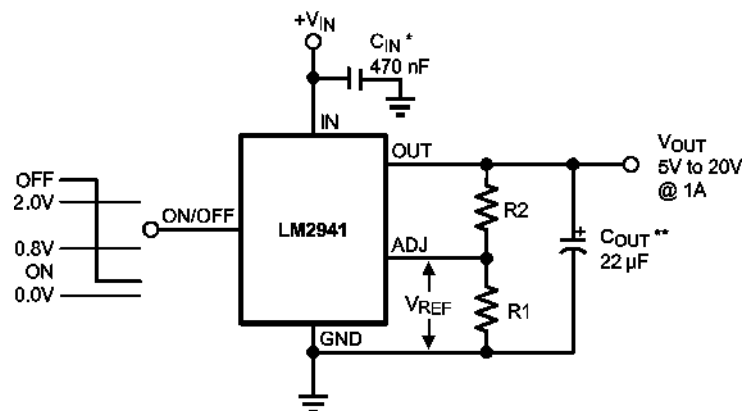 +VIN
CIN *
470 nF
IN
OUT
VOUT
5V to 20V
@ 1A
OFF
2.0V
ON/OFF
LM2941
R2
0.8V
ADJ
COUT **
22 µF
ON
0.0V
VREF
R1
GND
+